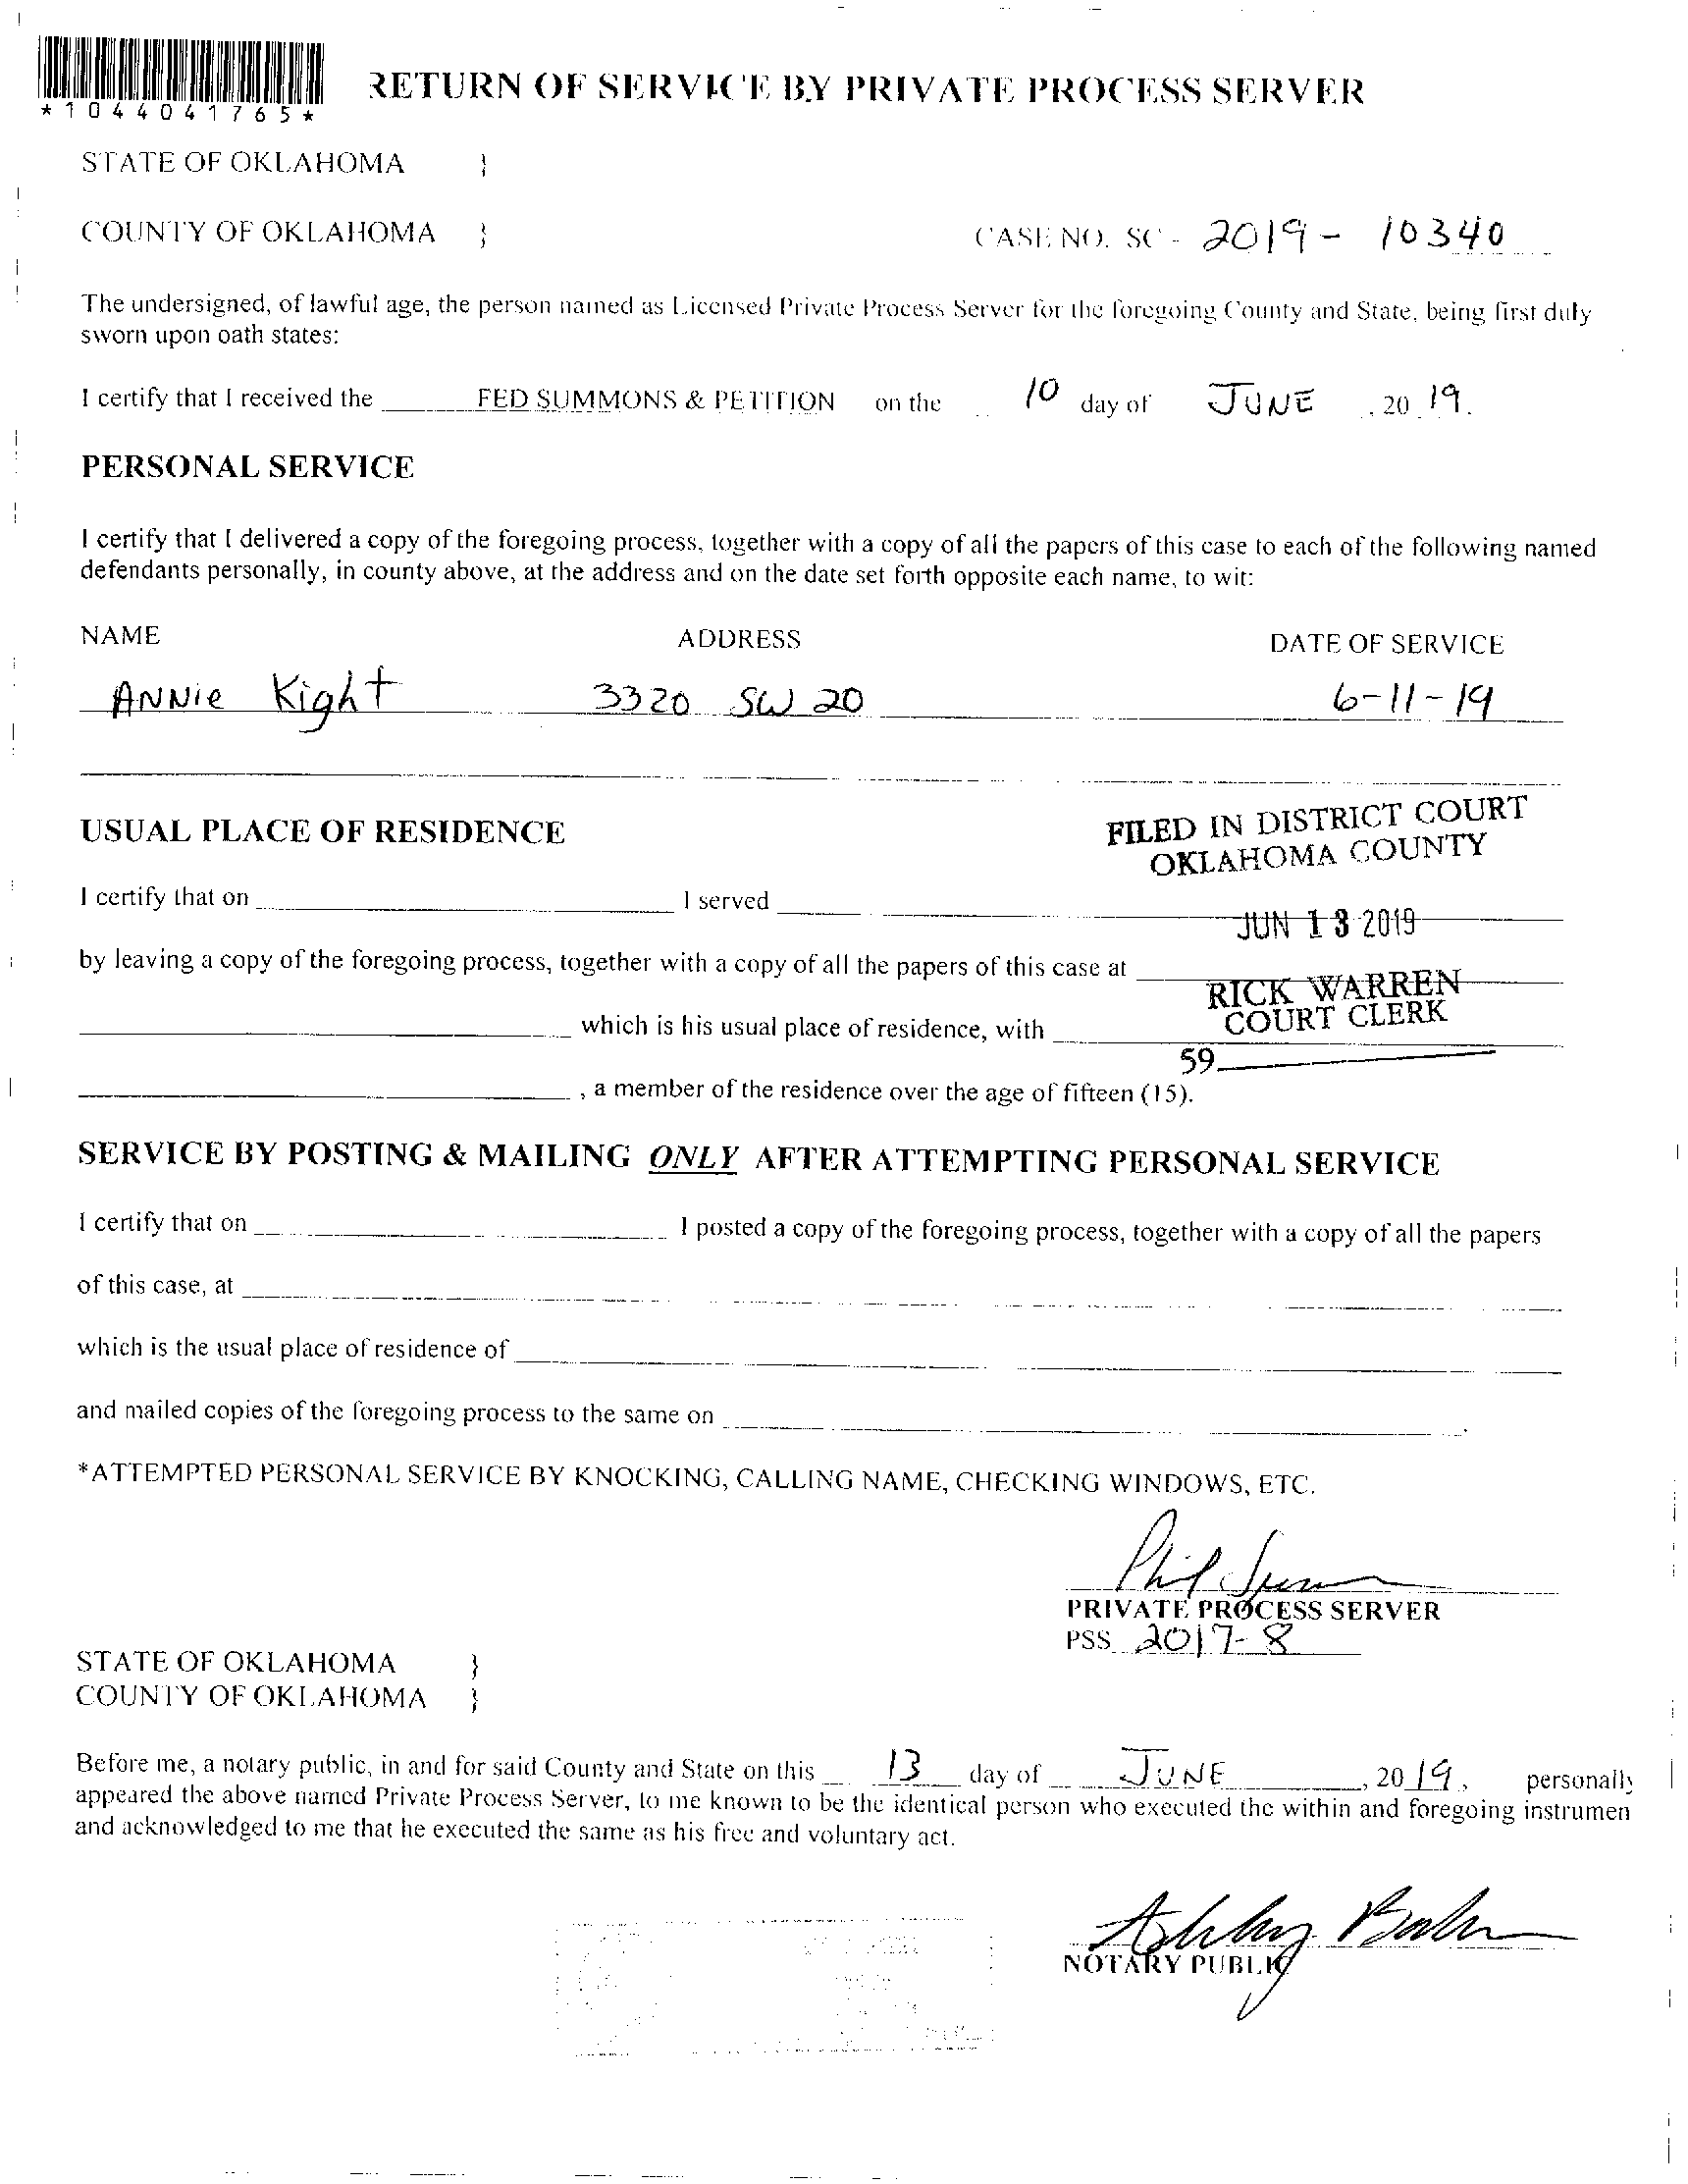 *1044041765*
RETURN OF SERVICE BY PRIVATE PROCESS SERVER
STATE OF OKLAHOMA }
COUNTY OF OKLAHOMA } CASE NO. SC - 2019 - 10340
The undersigned, of lawful age, the person named as Licensed Private Process Server for the foregoing County and State, being first duly
sworn upon oath states:
I certify that I received the FED SUMMONS & PETITION on the 10 day of JUNE, 20 19.
PERSONAL SERVICE
I certify that I delivered a copy of the foregoing process, together with a copy of all the papers of this case to each of the following named
defendants personally, in county above, at the address and on the date set forth opposite each name, to wit:
NAME ADDRESS DATE OF SERVICE
ANNie Kight 3320 SW 20 6-11-19
USUAL PLACE OF RESIDENCE
FILED IN DISTRICT COURT
OKLAHOMA COUNTY
I certify that on I served
JUN 13 2019
by leaving a copy of the foregoing process, together with a copy of all the papers of this case at
RICK WARREN
COURT CLERK
which is his usual place of residence, with
59
, a member of the residence over the age of fifteen (15).
SERVICE BY POSTING & MAILING ONLY AFTER ATTEMPTING PERSONAL SERVICE
I certify that on I posted a copy of the foregoing process, together with a copy of all the papers
of this case, at
which is the usual place of residence of
and mailed copies of the foregoing process to the same on .
*ATTEMPTED PERSONAL SERVICE BY KNOCKING, CALLING NAME, CHECKING WINDOWS, ETC.
Phil
PRIVATE PROCESS SERVER
PSS 2017-8
STATE OF OKLAHOMA }
COUNTY OF OKLAHOMA }
Before me, a notary public, in and for said County and State on this 13 day of JUNE, 20 19, personally
appeared the above named Private Process Server, to me known to be the identical person who executed the within and foregoing instrumen
and acknowledged to me that he executed the same as his free and voluntary act.
Ashley
NOTARY PUBLIC